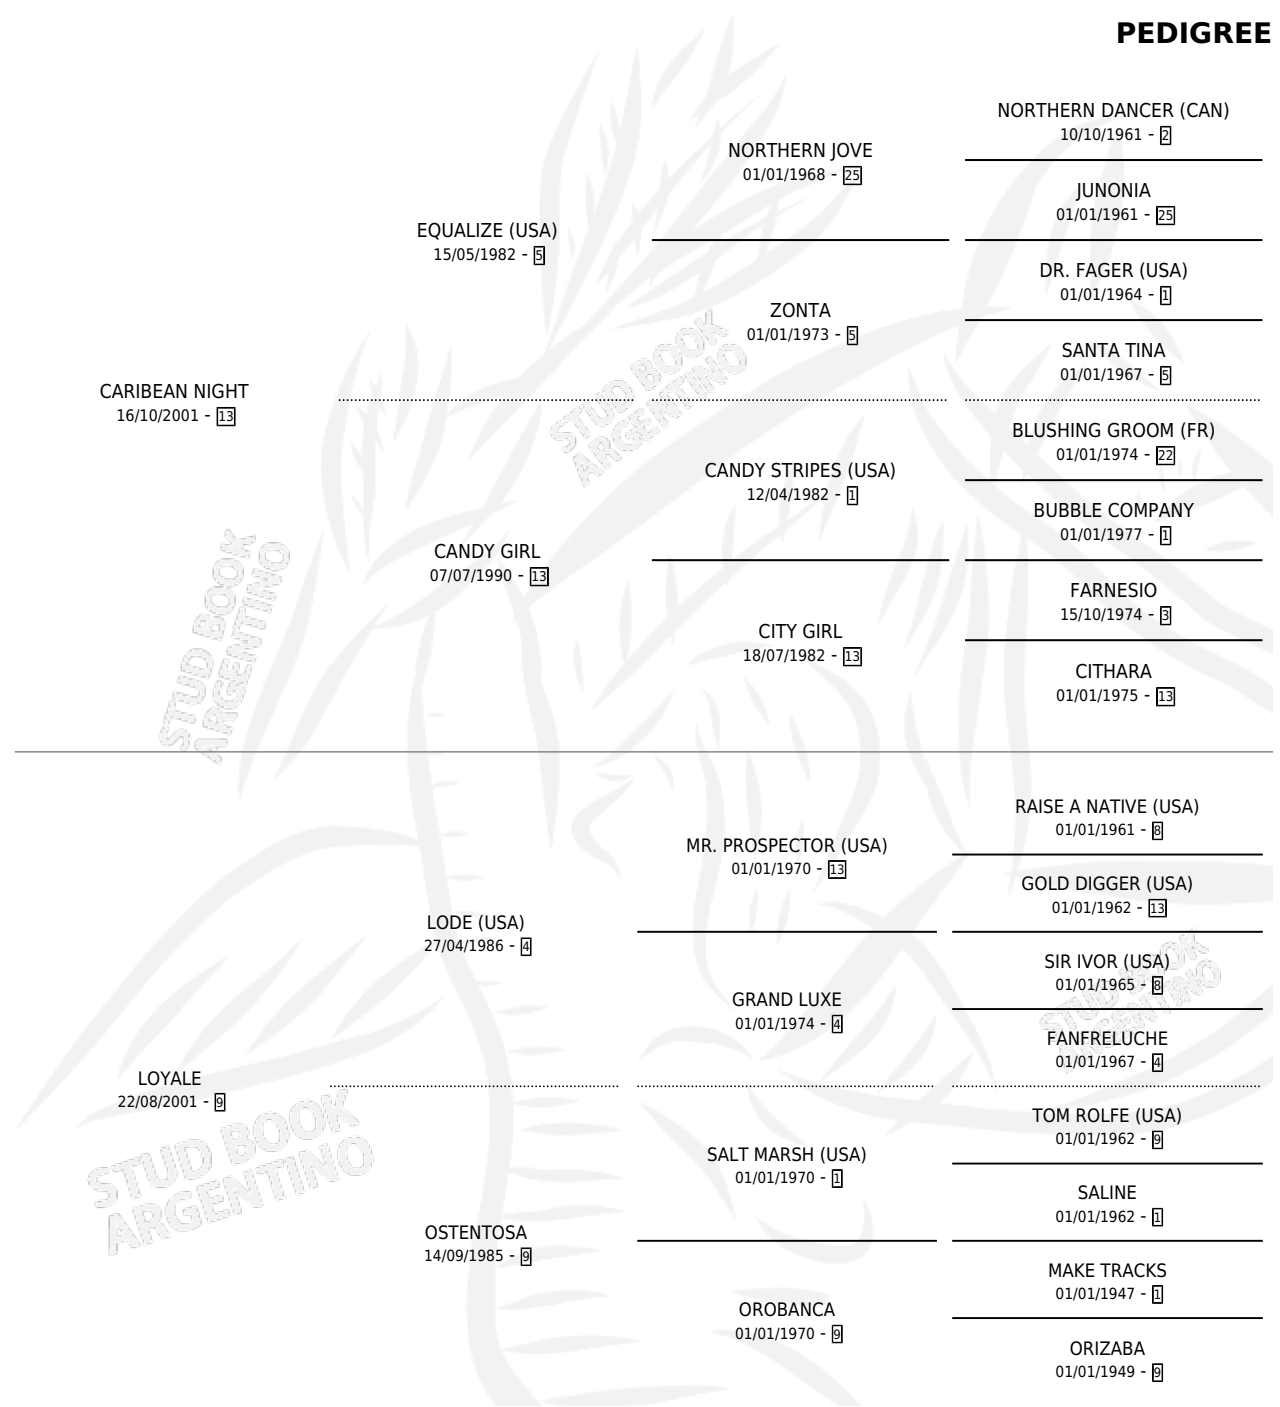 PEDIGREE
NORTHERN DANCER (CAN)
10/10/1961 - 2
NORTHERN JOVE
01/01/1968 - 25
JUNONIA
01/01/1961 - 25
EQUALIZE (USA)
15/05/1982 - 5
DR. FAGER (USA)
01/01/1964 - 1
ZONTA
01/01/1973 - 5
SANTA TINA
01/01/1967 - 5
CARIBEAN NIGHT
16/10/2001 - 13
BLUSHING GROOM (FR)
01/01/1974 - 22
CANDY STRIPES (USA)
12/04/1982 - 1
BUBBLE COMPANY
01/01/1977 - 1
CANDY GIRL
07/07/1990 - 13
FARNESIO
15/10/1974 - 3
CITY GIRL
18/07/1982 - 13
CITHARA
01/01/1975 - 13
RAISE A NATIVE (USA)
01/01/1961 - 8
MR. PROSPECTOR (USA)
01/01/1970 - 13
GOLD DIGGER (USA)
01/01/1962 - 13
LODE (USA)
27/04/1986 - 4
SIR IVOR (USA)
01/01/1965 - 8
GRAND LUXE
01/01/1974 - 4
FANFRELUCHE
01/01/1967 - 4
LOYALE
22/08/2001 - 9
TOM ROLFE (USA)
01/01/1962 - 9
SALT MARSH (USA)
01/01/1970 - 1
SALINE
01/01/1962 - 1
OSTENTOSA
14/09/1985 - 9
MAKE TRACKS
01/01/1947 - 1
OROBANCA
01/01/1970 - 9
ORIZABA
01/01/1949 - 9
STUD BOOK
ARGENTINO
STUD BOOK
ARGENTINO
STUD BOOK
ARGENTINO
STUD BOOK
ARGENTINO